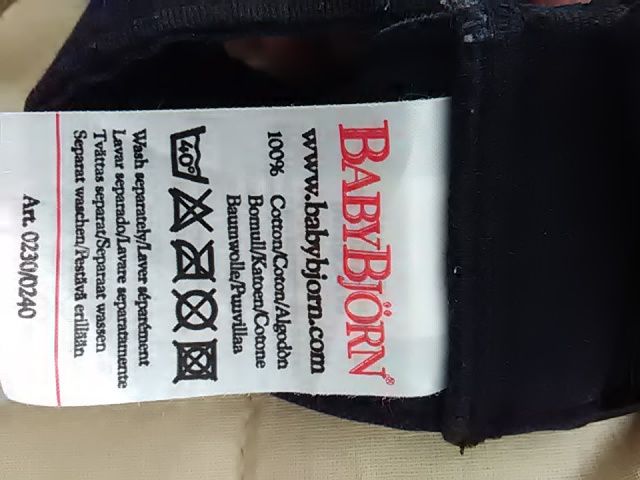 BABYBJÖRN®
www.babybjorn.com
100% Cotton/Coton/Algodòn
Bomull/Katoen/Cotone
Baumwolle/Puuvillaa
40°
Wash separately/Laver séparément
Lavar separado/Lavare separatamente
Tvättas separat/Separaat wassen
Separat waschen/Pestävä erillään
Art. 0230/0240